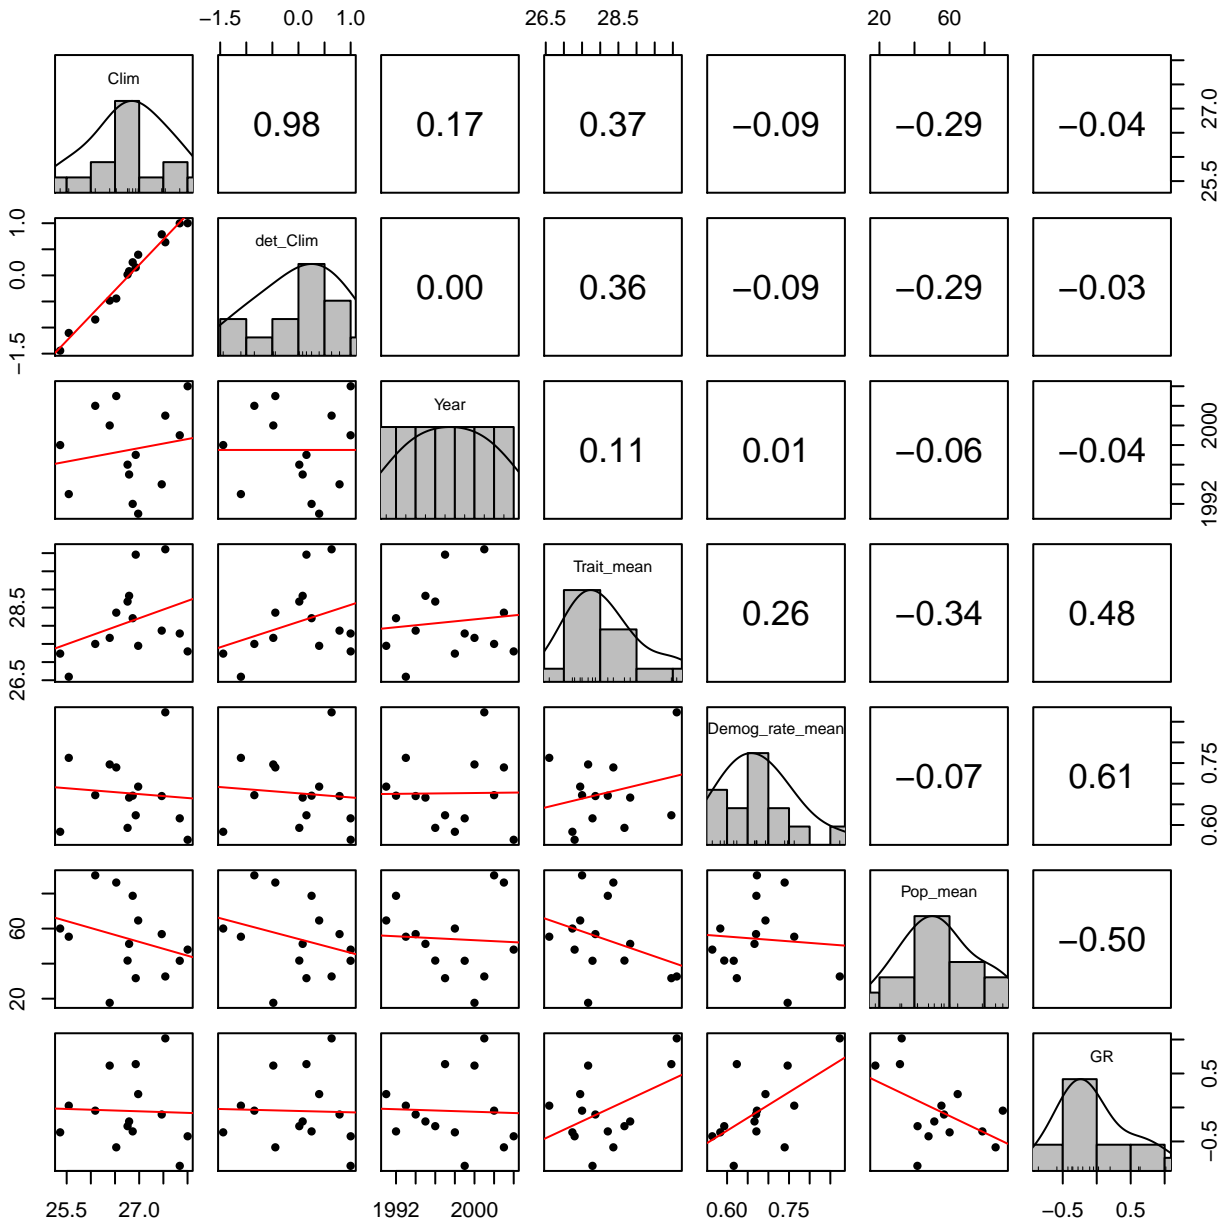 −1.5 0.0 1.0 26.5 28.5 20 60
Clim
0.98 0.17 0.37 −0.09 −0.29 −0.04
25.5 27.0
−1.5 0.0 1.0
det_Clim
0.00 0.36 −0.09 −0.29 −0.03
Year
0.11 0.01 −0.06 −0.04
1992 2000
26.5 28.5
Trait_mean
0.26 −0.34 0.48
Demog_rate_mean
−0.07 0.61
0.60 0.75
20 60
Pop_mean
−0.50
GR
−0.5 0.5
25.5 27.0 1992 2000 0.60 0.75 −0.5 0.5